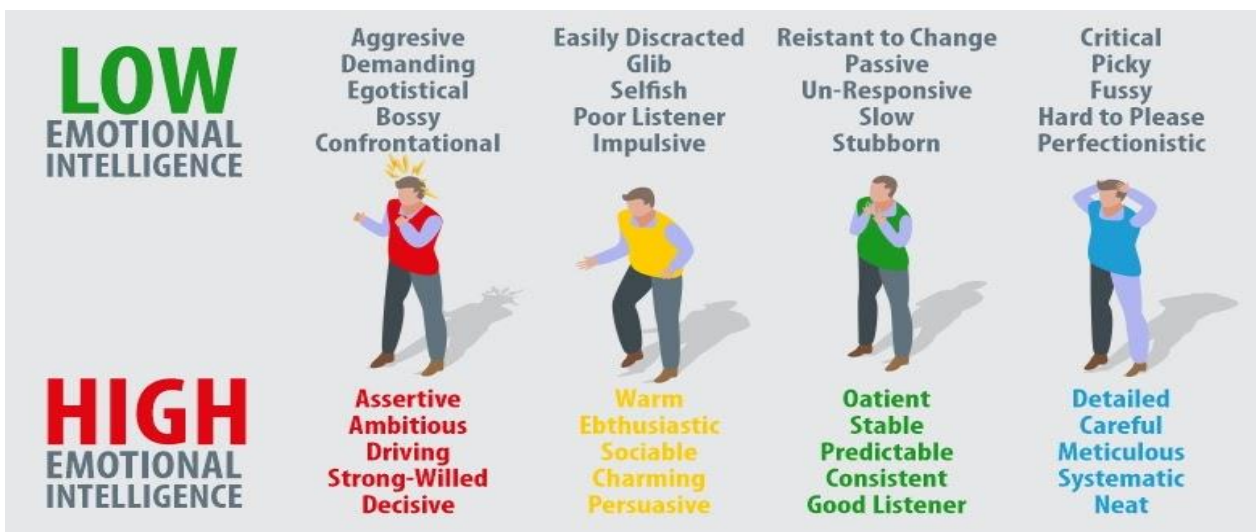 LOW
EMOTIONAL
INTELLIGENCE
Aggresive
Demanding
Egotistical
Bossy
Confrontational
Easily Discracted
Glib
Selfish
Poor Listener
Impulsive
Reistant to Change
Passive
Un-Responsive
Slow
Stubborn
Critical
Picky
Fussy
Hard to Please
Perfectionistic
HIGH
EMOTIONAL
INTELLIGENCE
Assertive
Ambitious
Driving
Strong-Willed
Decisive
Warm
Ebthusiastic
Sociable
Charming
Persuasive
Oatient
Stable
Predictable
Consistent
Good Listener
Detailed
Careful
Meticulous
Systematic
Neat